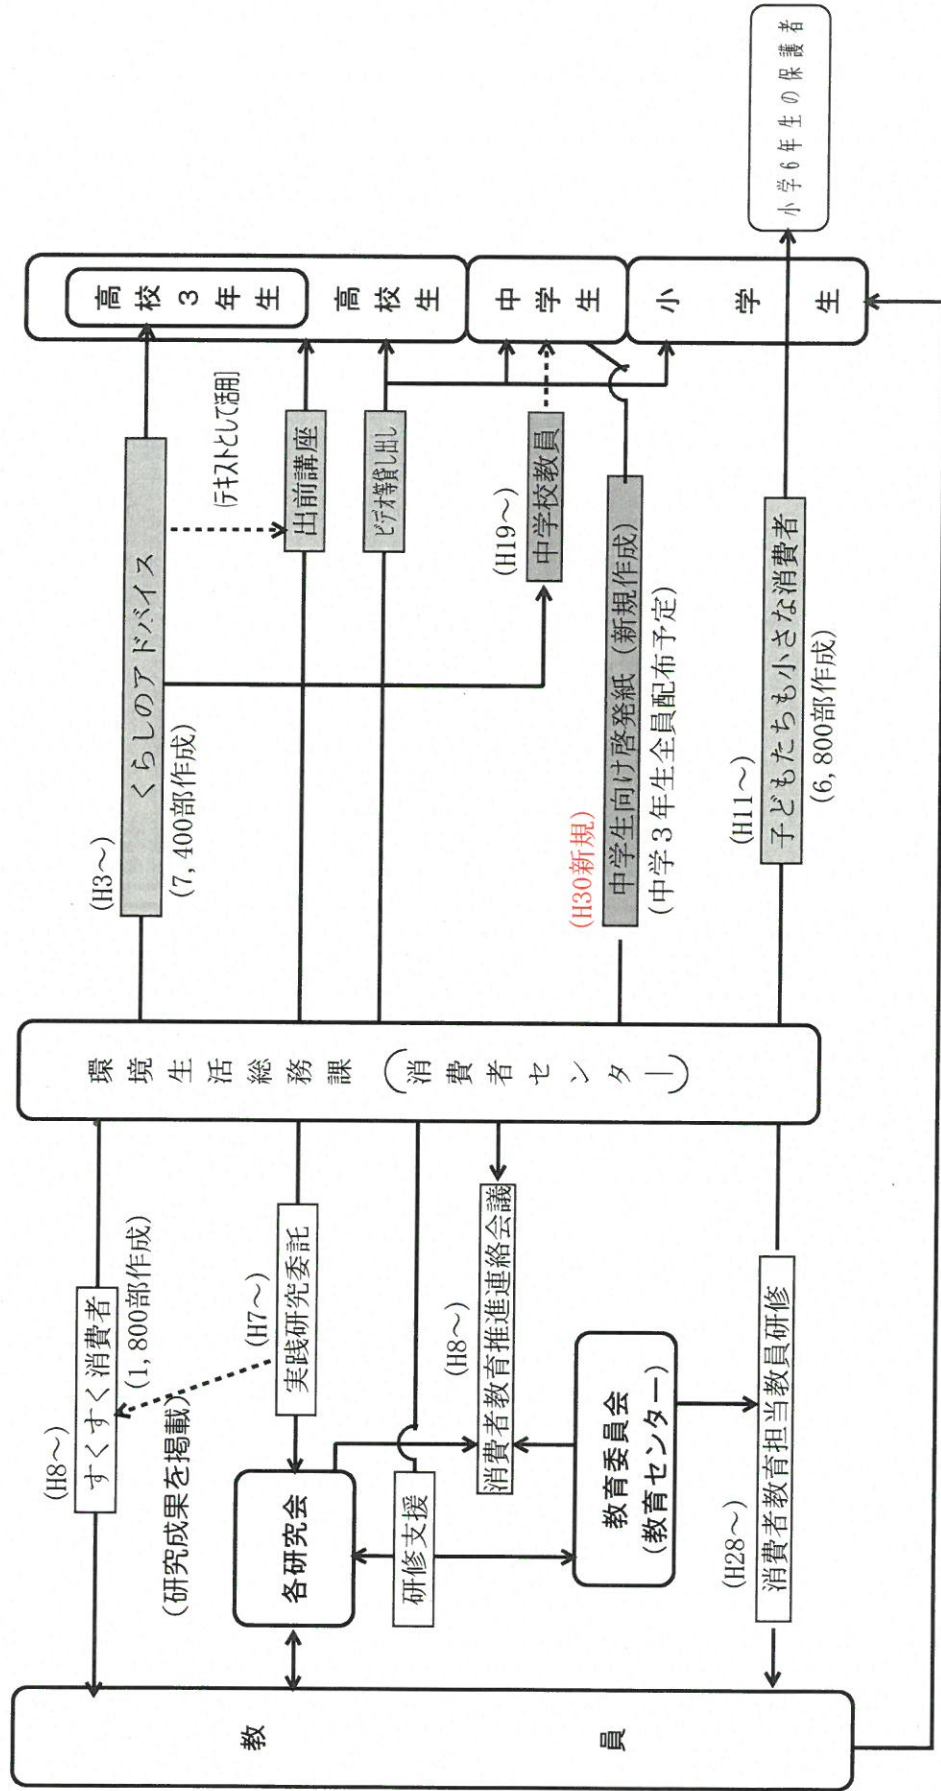 教員
(H8～)
すくすく消費者
(1,800部作成)
(研究成果を掲載)
(H7～)
実践研究委託
各研究会
研修支援
(H8～)
消費者教育推進連絡会議
教育委員会
(教育センター)
(H28～)
消費者教育担当教員研修
環境生活総務課（消費者センター）
(H3～)
くらしのアドバイス
(7,400部作成)
(テキストとして活用)
出前講座
ビデオ等貸し出し
(H19～)
中学校教員
(H30新規)
中学生向け啓発紙（新規作成）
(中学３年生全員配布予定)
(H11～)
子どもたちも小さな消費者
(6,800部作成)
高校３年生
高校生
中学生
小学生
小学6年生の保護者